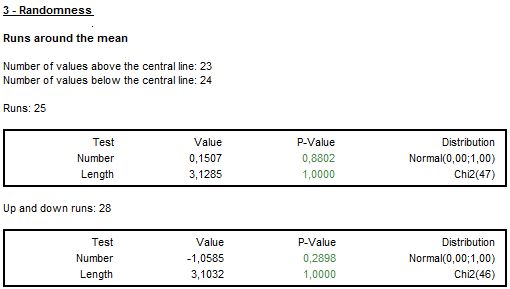 3 - Randomness
Runs around the mean
Number of values above the central line: 23
Number of values below the central line: 24
Runs: 25
Test Value P-Value Distribution
Number 0,1507 0,8802 Normal(0,00;1,00)
Length 3,1285 1,0000 Chi2(47)
Up and down runs: 28
Test Value P-Value Distribution
Number -1,0585 0,2898 Normal(0,00;1,00)
Length 3,1032 1,0000 Chi2(46)